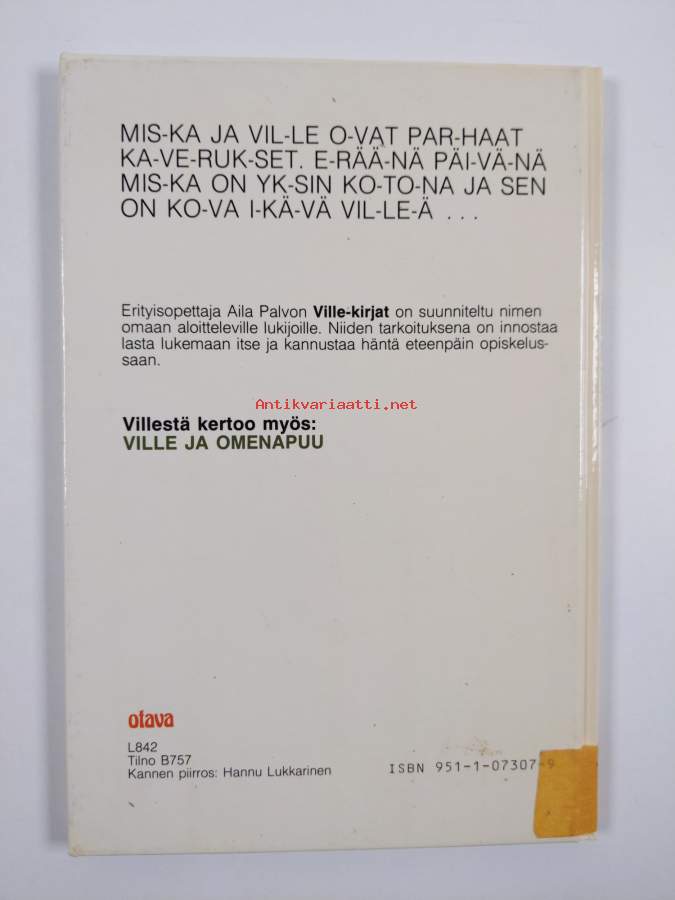 MIS-KA JA VIL-LE O-VAT PAR-HAAT
KA-VE-RUK-SET. E-RÄÄ-NÄ PÄI-VÄ-NÄ
MIS-KA ON YK-SIN KO-TO-NA JA SEN
ON KO-VA I-KÄ-VÄ VIL-LE-Ä ...
Erityisopettaja Aila Palvon Ville-kirjat on suunniteltu nimen
omaan aloitteleville lukijoille. Niiden tarkoituksena on innostaa
lasta lukemaan itse ja kannustaa häntä eteenpäin opiskelus-
saan.
Antikvariaatti.net
Villestä kertoo myös:
VILLE JA OMENAPUU
otava
L842
Tilno B757
Kannen piirros: Hannu Lukkarinen
ISBN 951-1-07307-9